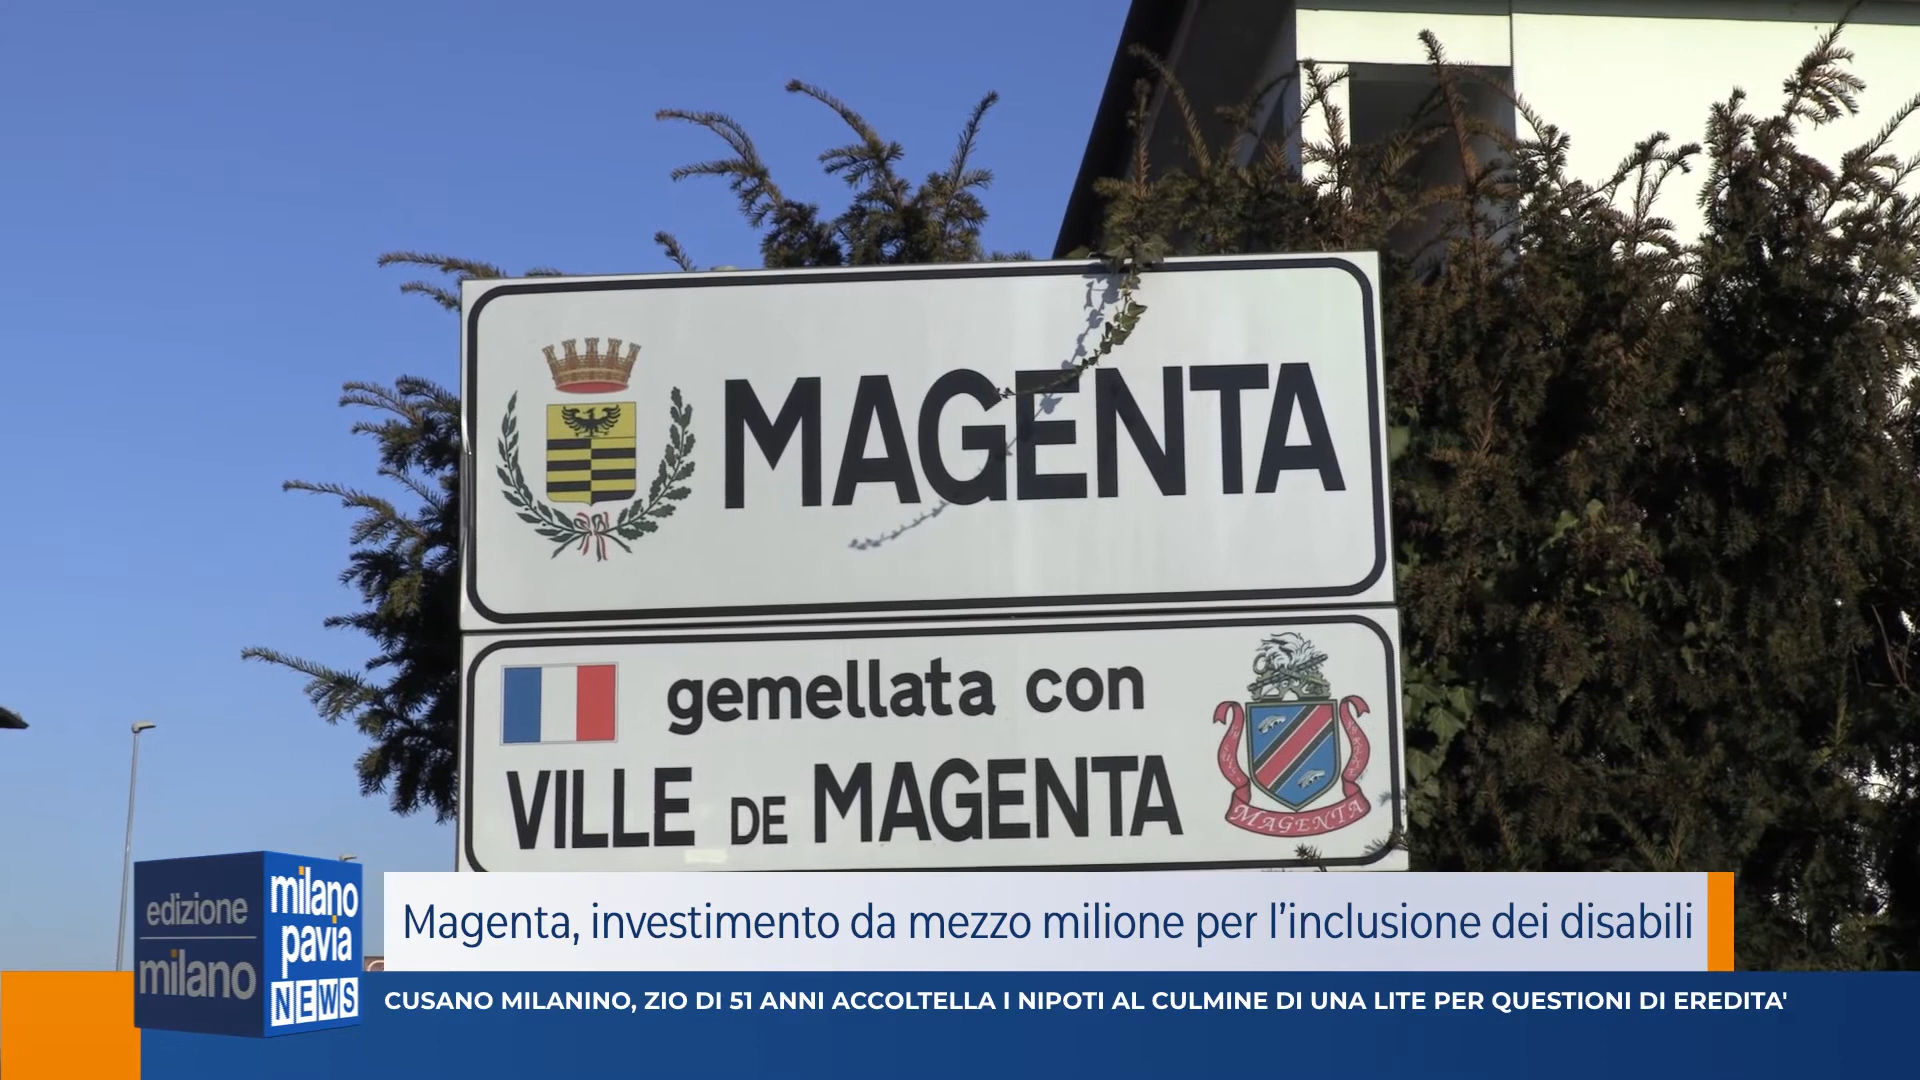 MAGENTA
gemellata con
VILLE DE MAGENTA
MAGENTA
edizione
milano
milano
pavia
NEWS
Magenta, investimento da mezzo milione per l’inclusione dei disabili
CUSANO MILANINO, ZIO DI 51 ANNI ACCOLTELLA I NIPOTI AL CULMINE DI UNA LITE PER QUESTIONI DI EREDITA'